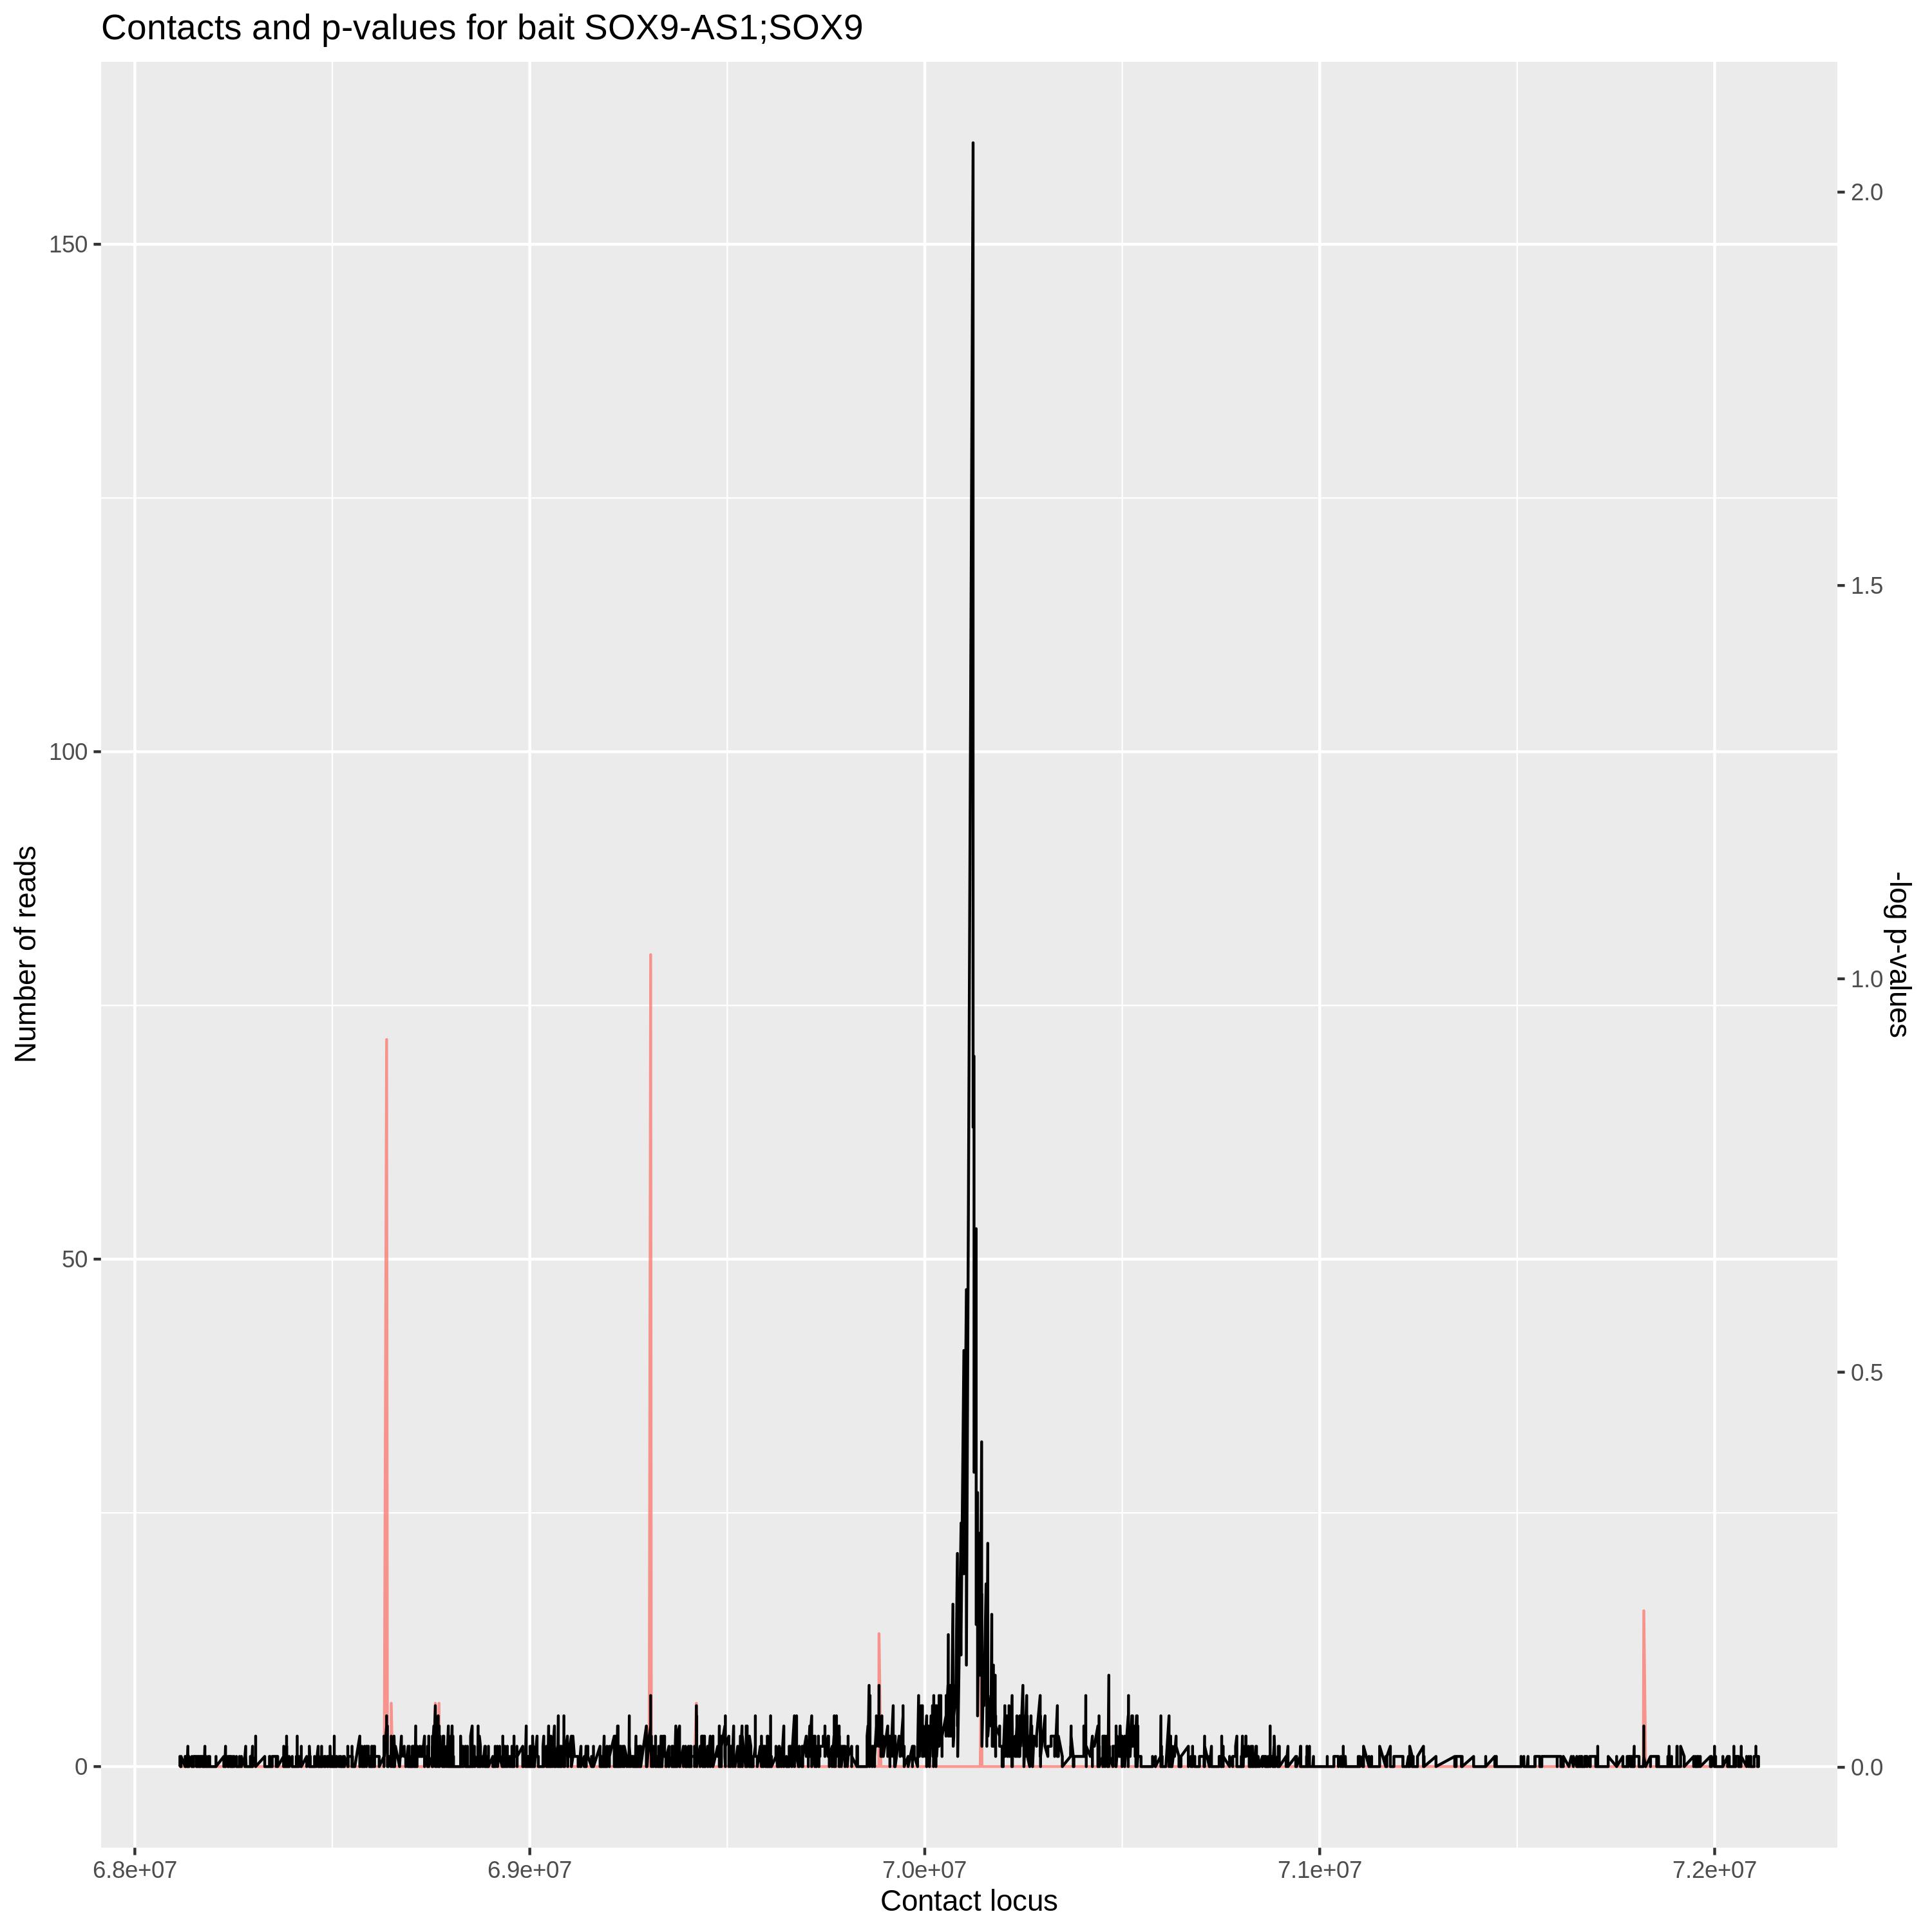 Contacts and p-values for bait SOX9-AS1;SOX9
150
100
50
0
Number of reads
2.0
1.5
1.0
0.5
0.0
-log p-values
6.8e+07
6.9e+07
7.0e+07
7.1e+07
7.2e+07
Contact locus